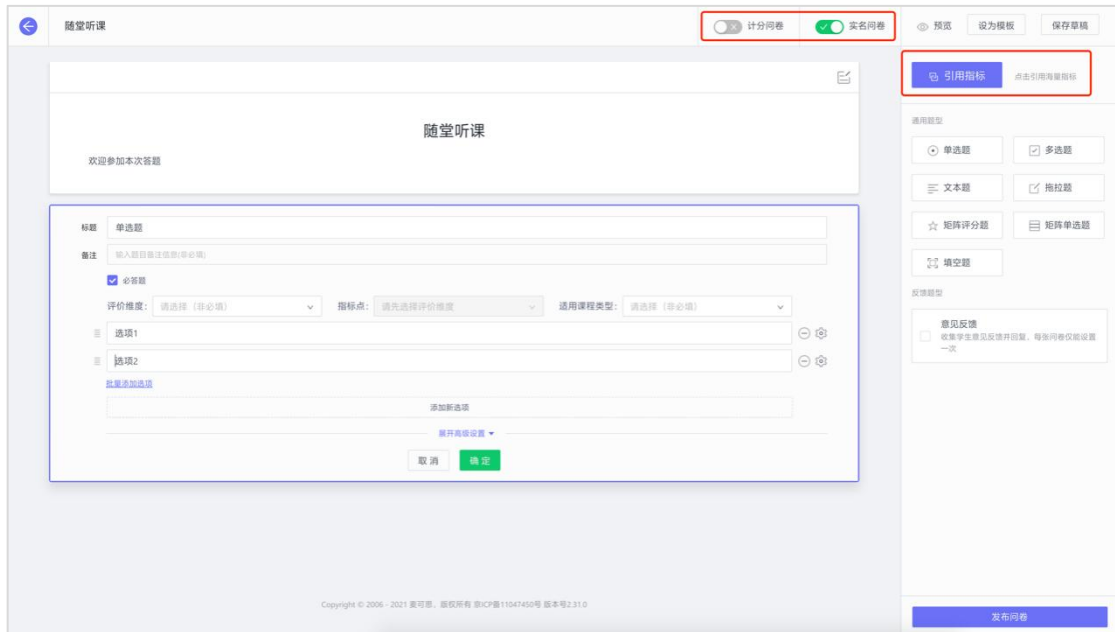 随堂听课
计分问卷
实名问卷
预览
设为模板
保存草稿
引用指标
点击引用海量指标
随堂听课
欢迎参加本次答题
标题 单选题
备注 输入题目备注信息(非必填)
必答题
评价维度： 请选择（非必填）
指标点： 请先选择评价维度
适用课程类型： 请选择（非必填）
选项1
选项2
批量添加选项
添加新选项
展开高级设置
取消
确定
通用题型
单选题
多选题
文本题
拖拉题
矩阵评分题
矩阵单选题
填空题
反馈题型
意见反馈
收集学生意见反馈并回复，每张问卷仅能设置
一次
Copyright © 2006 - 2021 麦可思，版权所有 京ICP备11047450号 版本号2.31.0
发布问卷